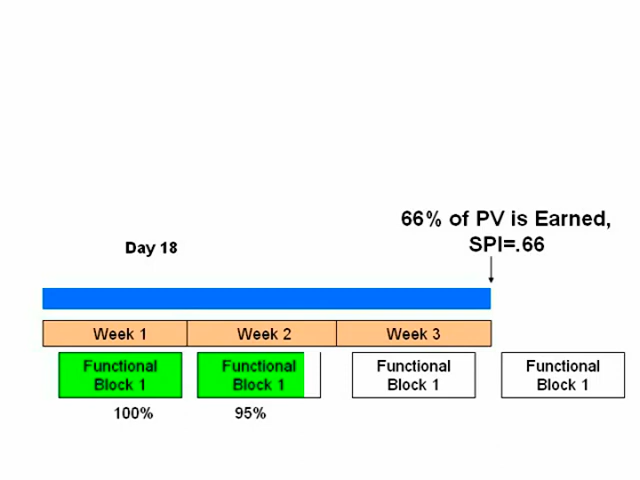 66% of PV is Earned,
SPI=.66
Day 18
Week 1
Week 2
Week 3
Functional
Block 1
Functional
Block 1
Functional
Block 1
Functional
Block 1
100%
95%